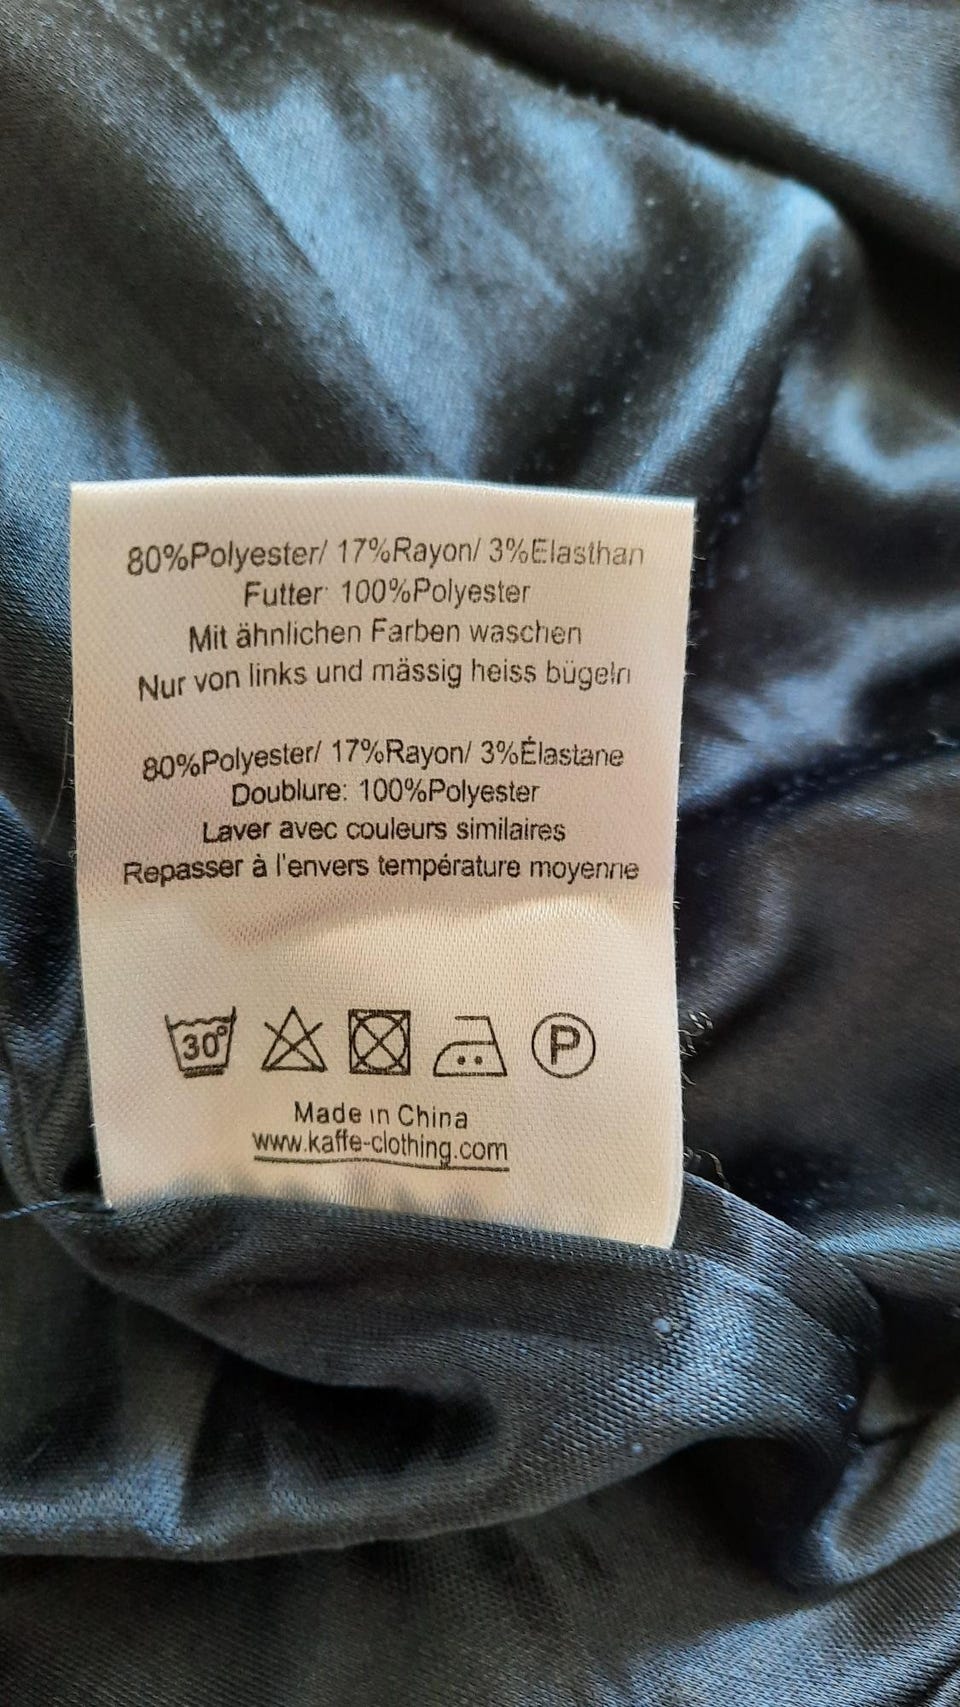 80%Polyester/ 17%Rayon/ 3%Elasthan
Futter: 100%Polyester
Mit ähnlichen Farben waschen
Nur von links und mässig heiss bügeln
80%Polyester/ 17%Rayon/ 3%Élastane
Doublure: 100%Polyester
Laver avec couleurs similaires
Repasser à l'envers température moyenne
30° P
Made in China
www.kaffe-clothing.com